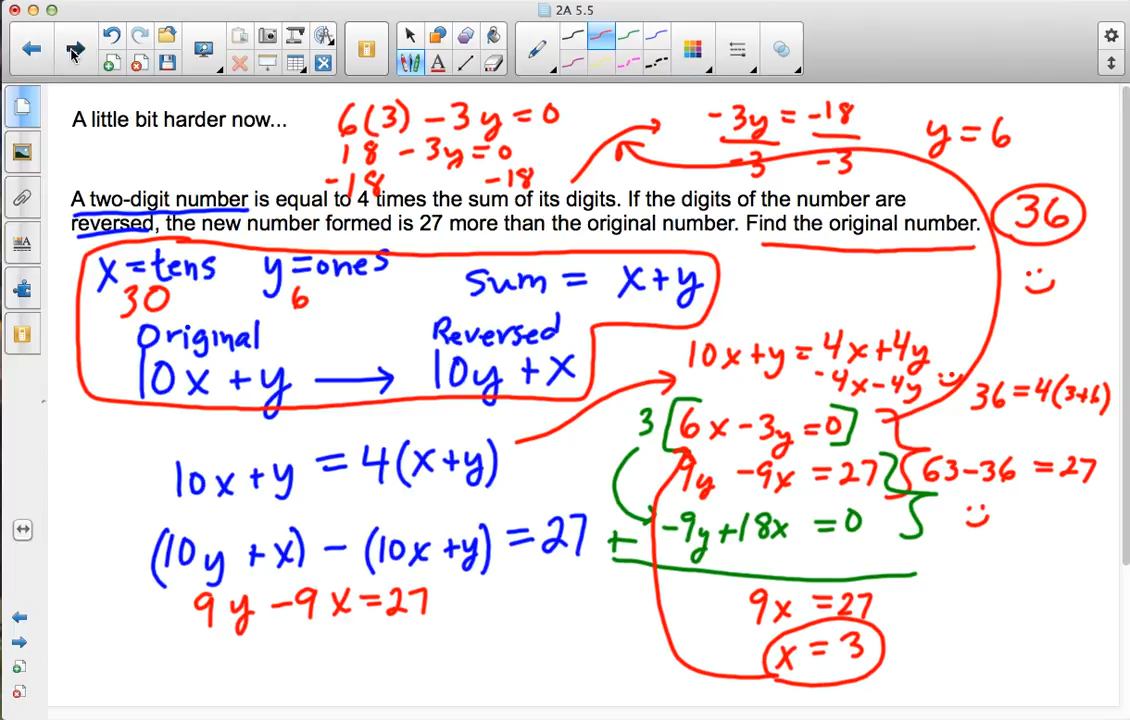 2A 5.5
A little bit harder now...
6(3) - 3y = 0
18 - 3y = 0
-18 -18
-3y = -18
-3 -3
y = 6
A two-digit number is equal to 4 times the sum of its digits. If the digits of the number are
reversed, the new number formed is 27 more than the original number. Find the original number.
36
x = tens y = ones sum = x+y
30 6
Original Reversed
10x + y → 10y + x
10x + y = 4(x+y)
(10y + x) - (10x + y) = 27
9y - 9x = 27
10x+y = 4x+4y
-4x-4y
36 = 4(3+6)
3[6x - 3y = 0]
9y - 9x = 27
63-36 = 27
+ -9y+18x = 0
9x = 27
x = 3